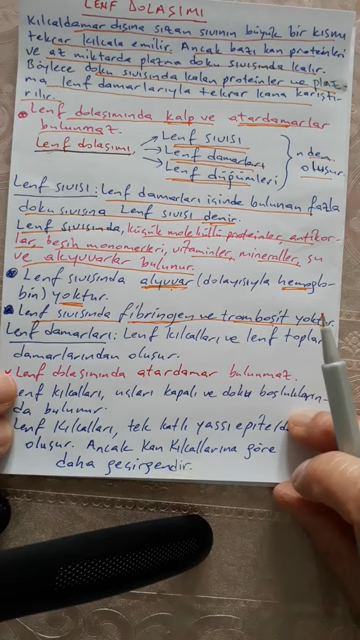 LENF DOLAŞIMI
Kılcaldamar dışına sızan sıvının büyük bir kısmı
tekrar kılcala emilir. Ancak bazı kan proteinleri
ve az miktarda plazma doku sıvısında kalır.
Böylece doku sıvısında kalan proteinler ve plaz-
ma lenf damarlarıyla tekrar kana karıştı-
rılır.
Lenf dolaşımında kalp ve atardamarlar
bulunmaz.
Lenf dolaşımı
Lenf sıvısı
Lenf damarları
Lenf düğümleri
nden
oluşur.
Lenf sıvısı: Lenf damarları içinde bulunan fazla
doku sıvısına Lenf sıvısı denir.
Lenf sıvısında, küçük moleküllü proteinler, antikor-
lar, besin monomerleri, vitaminler, mineraller, su
ve akyuvarlar bulunur.
Lenf sıvısında alyuvar (dolayısıyla hemoglo-
bin) yoktur.
Lenf sıvısında fibrinojen ve trombosit yoktur.
Lenf damarları: Lenf kılcalları ve lenf toplar
damarlarından oluşur.
Lenf dolasınında atardamar bulunmaz.
Lenf kılcalları, uçları kapalı ve doku boşlukların-
da bulunur.
Lenf kılcalları, tek katlı yassı epitelden
oluşur. Ancak kan kılcallarına göre
daha geçirgendir.